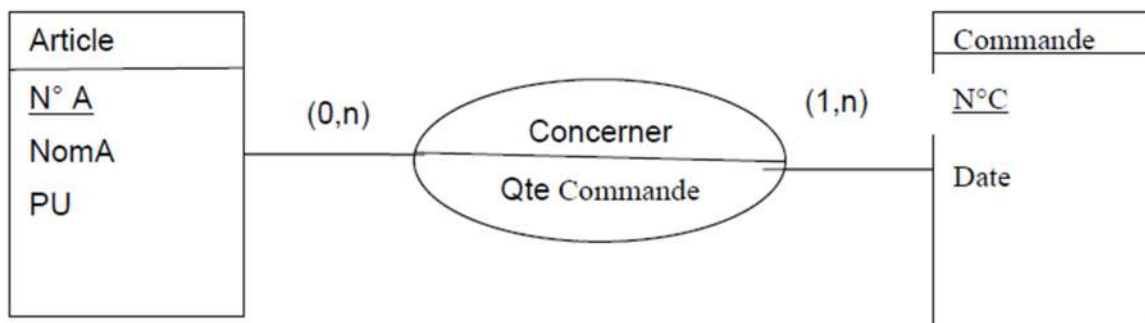 Article
N° A
NomA
PU
(0,n)
Concerner
Qte Commande
(1,n)
Commande
N°C
Date